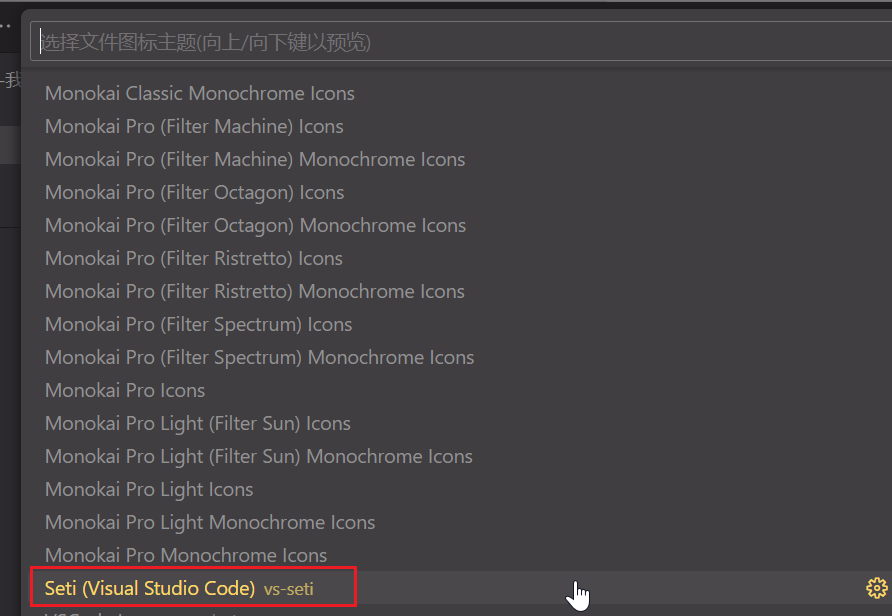 -我
选择文件图标主题(向上/向下键以预览)
Monokai Classic Monochrome Icons
Monokai Pro (Filter Machine) Icons
Monokai Pro (Filter Machine) Monochrome Icons
Monokai Pro (Filter Octagon) Icons
Monokai Pro (Filter Octagon) Monochrome Icons
Monokai Pro (Filter Ristretto) Icons
Monokai Pro (Filter Ristretto) Monochrome Icons
Monokai Pro (Filter Spectrum) Icons
Monokai Pro (Filter Spectrum) Monochrome Icons
Monokai Pro Icons
Monokai Pro Light (Filter Sun) Icons
Monokai Pro Light (Filter Sun) Monochrome Icons
Monokai Pro Light Icons
Monokai Pro Light Monochrome Icons
Monokai Pro Monochrome Icons
Seti (Visual Studio Code) vs-seti